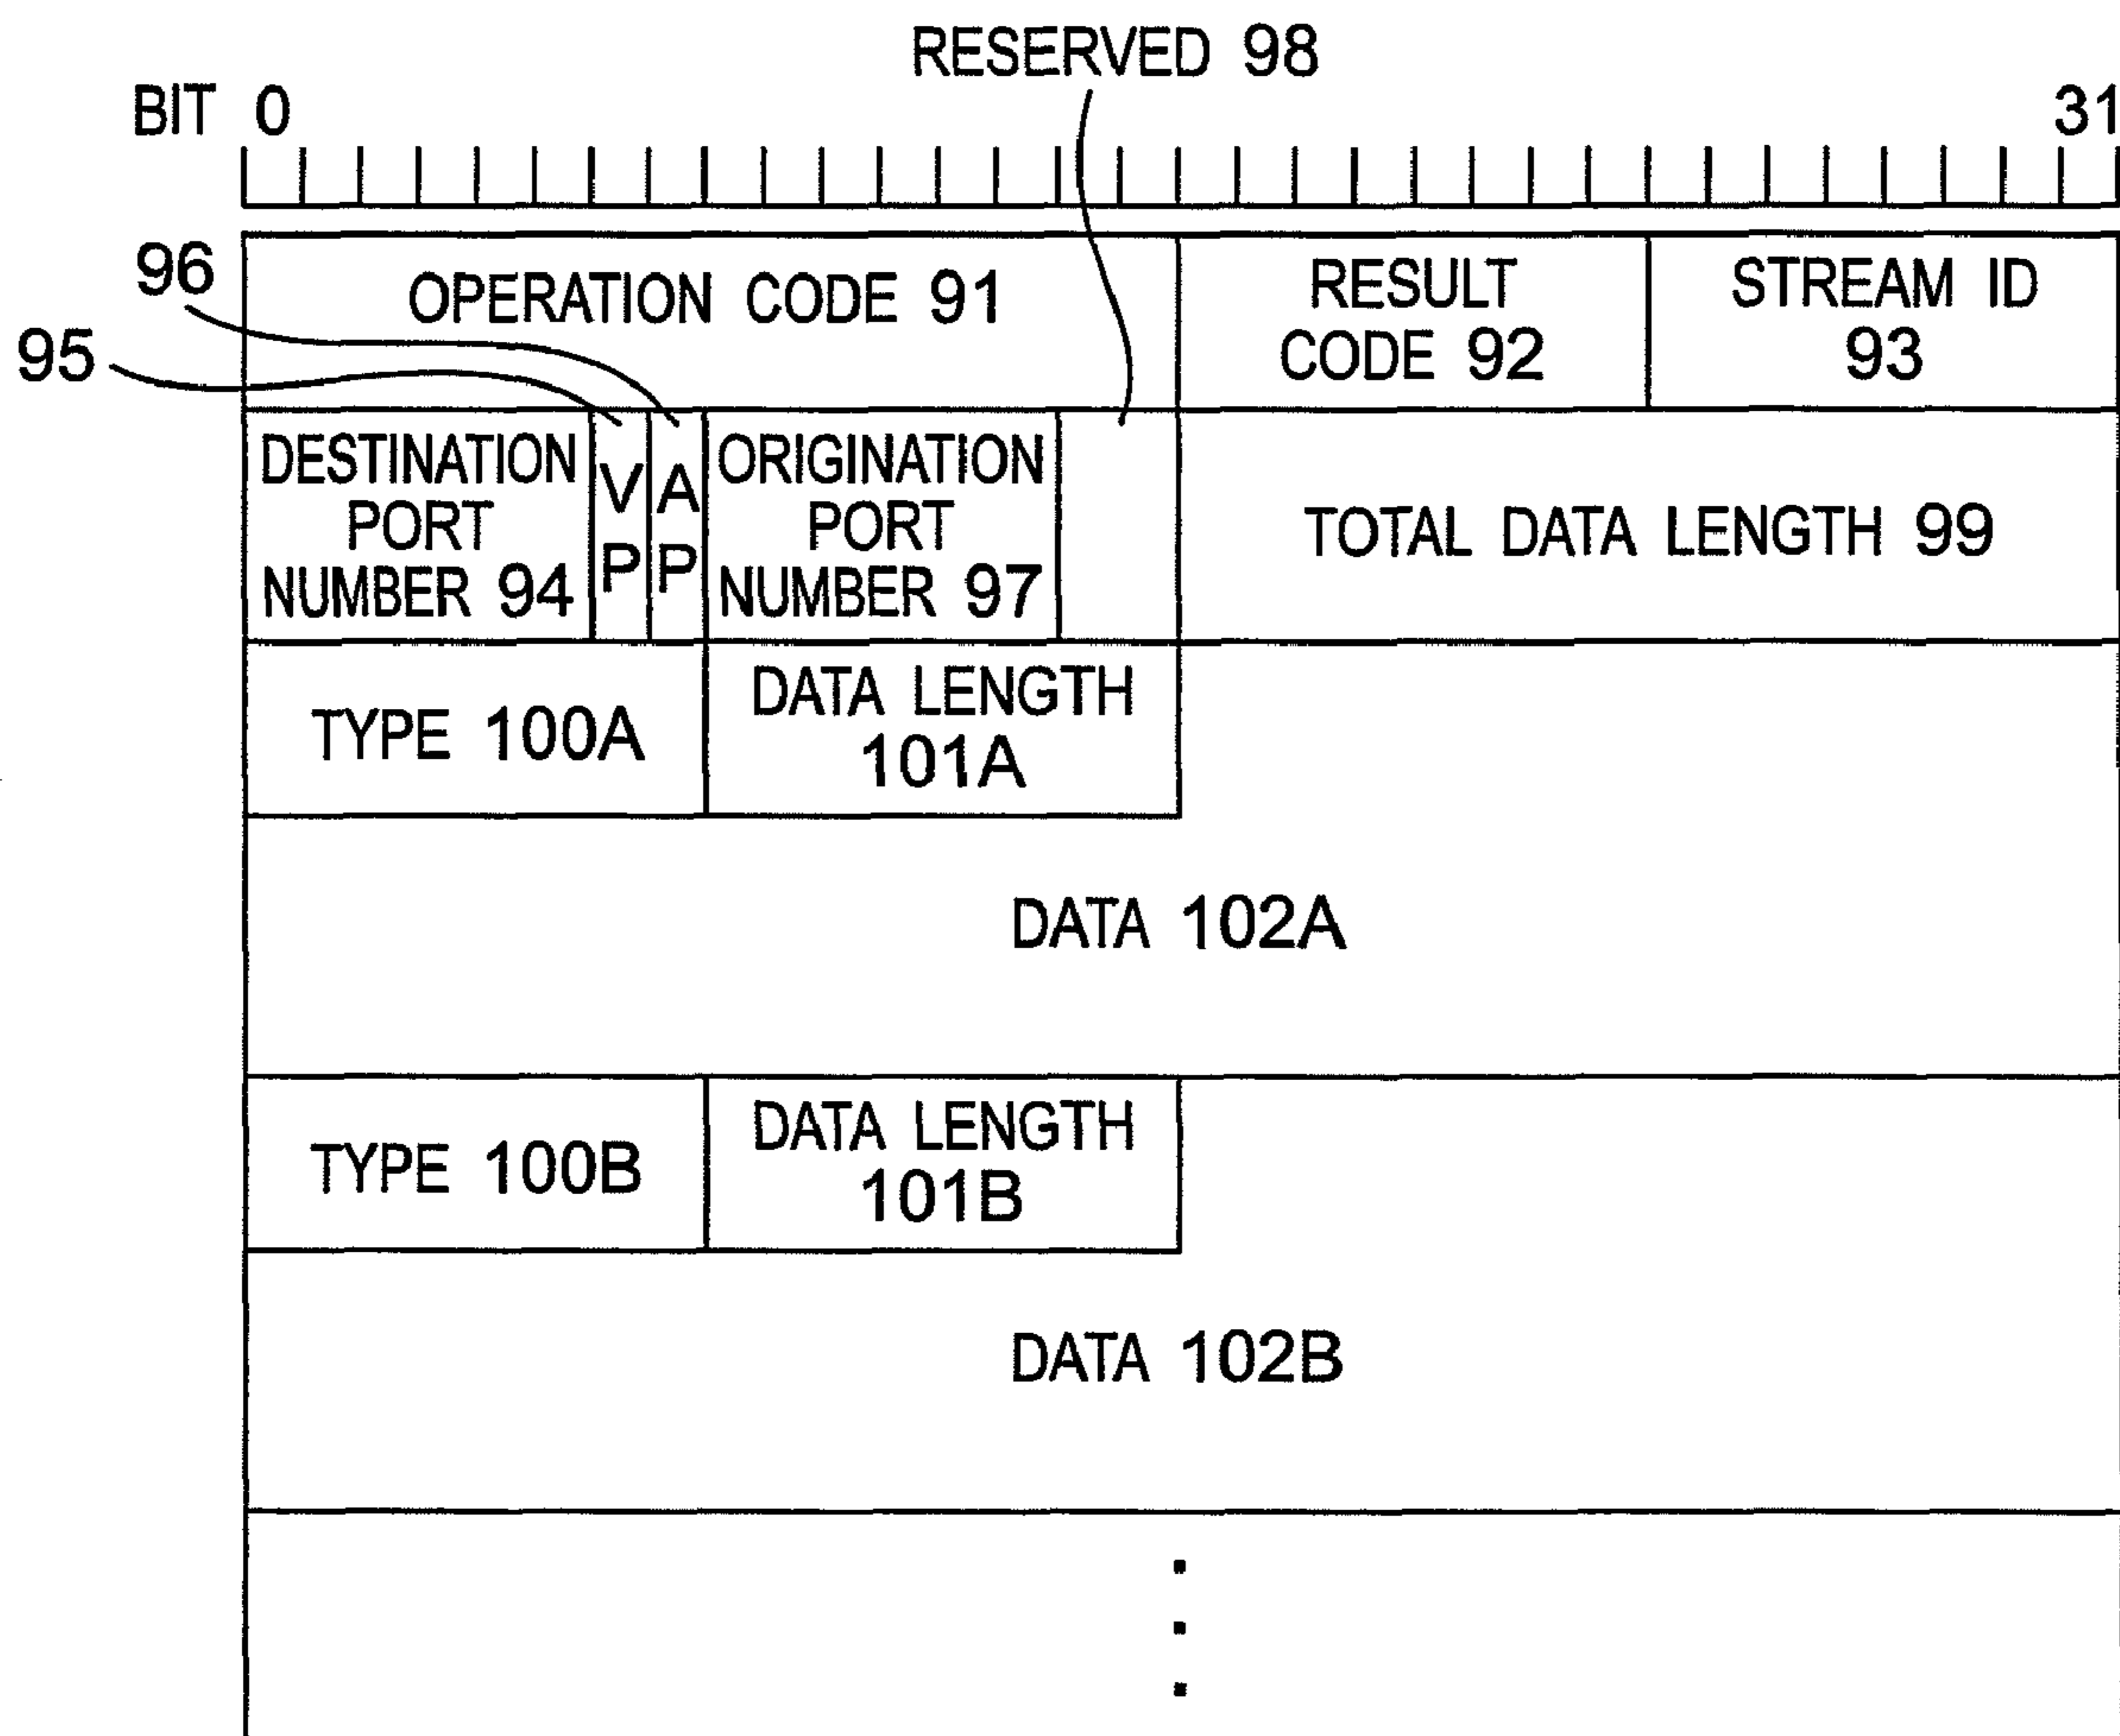 RESERVED 98
BIT 0
31
96
95
OPERATION CODE 91
RESULT
CODE 92
STREAM ID
93
DESTINATION
PORT
NUMBER 94
V
P
A
P
ORIGINATION
PORT
NUMBER 97
TOTAL DATA LENGTH 99
TYPE 100A
DATA LENGTH
101A
DATA 102A
TYPE 100B
DATA LENGTH
101B
DATA 102B